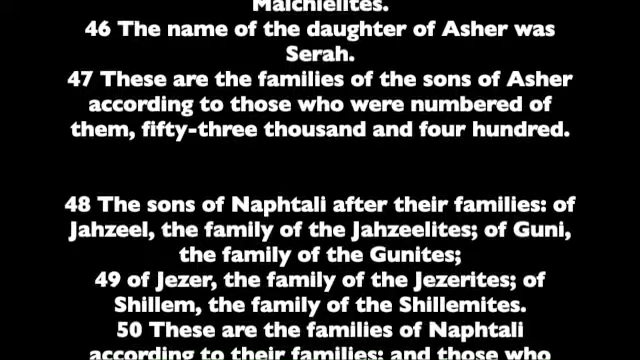 Malchielites.
46 The name of the daughter of Asher was
Serah.
47 These are the families of the sons of Asher
according to those who were numbered of
them, fifty-three thousand and four hundred.
48 The sons of Naphtali after their families: of
Jahzeel, the family of the Jahzeelites; of Guni,
the family of the Gunites;
49 of Jezer, the family of the Jezerites; of
Shillem, the family of the Shillemites.
50 These are the families of Naphtali
according to their families; and those who